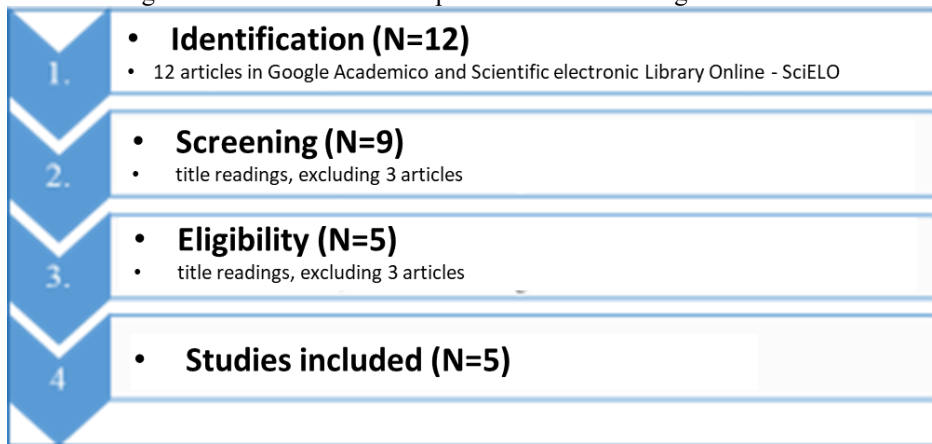 1.
• Identification (N=12)
• 12 articles in Google Academico and Scientific electronic Library Online - SciELO
2.
• Screening (N=9)
• title readings, excluding 3 articles
3.
• Eligibility (N=5)
• title readings, excluding 3 articles
4
• Studies included (N=5)